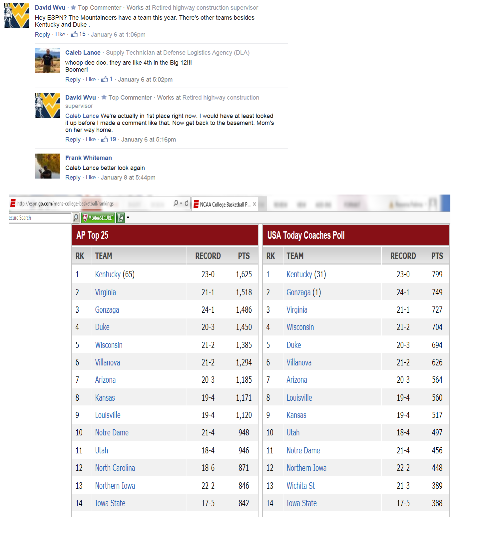 David Wvu · ★ Top Commenter · Works at Retired highway construction supervisor
Hey ESPN? The Mountaineers have a team this year. There's other teams besides
Kentucky and Duke ...
Reply · Like · 15 · January 6 at 1:06pm
Caleb Lance · Supply Technician at Defense Logistics Agency (DLA)
whoop dee doo. they are like 4th in the Big 12!!!
Boomer!
Reply · Like · 1 · January 6 at 5:02pm
David Wvu · ★ Top Commenter · Works at Retired highway construction
supervisor
Caleb Lance We're actually in 1st place right now. I would have at least looked
it up before I made a comment like that. Now get back to the basement. Mom's
on her way home.
Reply · Like · 19 · January 6 at 5:16pm
Frank Whiteman
Caleb Lance better look again
Reply · Like · January 8 at 5:44pm
NCAA College Basketball P...
AP Top 25
RK TEAM RECORD PTS
1 Kentucky (65) 23-0 1,625
2 Virginia 21-1 1,518
3 Gonzaga 24-1 1,486
4 Duke 20-3 1,450
5 Wisconsin 21-2 1,385
6 Villanova 21-2 1,294
7 Arizona 20-3 1,185
8 Kansas 19-4 1,171
9 Louisville 19-4 1,120
10 Notre Dame 21-4 948
11 Utah 18-4 946
12 North Carolina 18-6 871
13 Northern Iowa 22-2 846
14 Iowa State 17-5 842
USA Today Coaches Poll
RK TEAM RECORD PTS
1 Kentucky (31) 23-0 799
2 Gonzaga (1) 24-1 749
3 Virginia 21-1 727
4 Wisconsin 21-2 704
5 Duke 20-3 694
6 Villanova 21-2 626
7 Arizona 20-3 564
8 Louisville 19-4 560
9 Kansas 19-4 517
10 Utah 18-4 497
11 Notre Dame 21-4 456
12 Northern Iowa 22-2 448
13 Wichita St 21-3 389
14 Iowa State 17-5 388